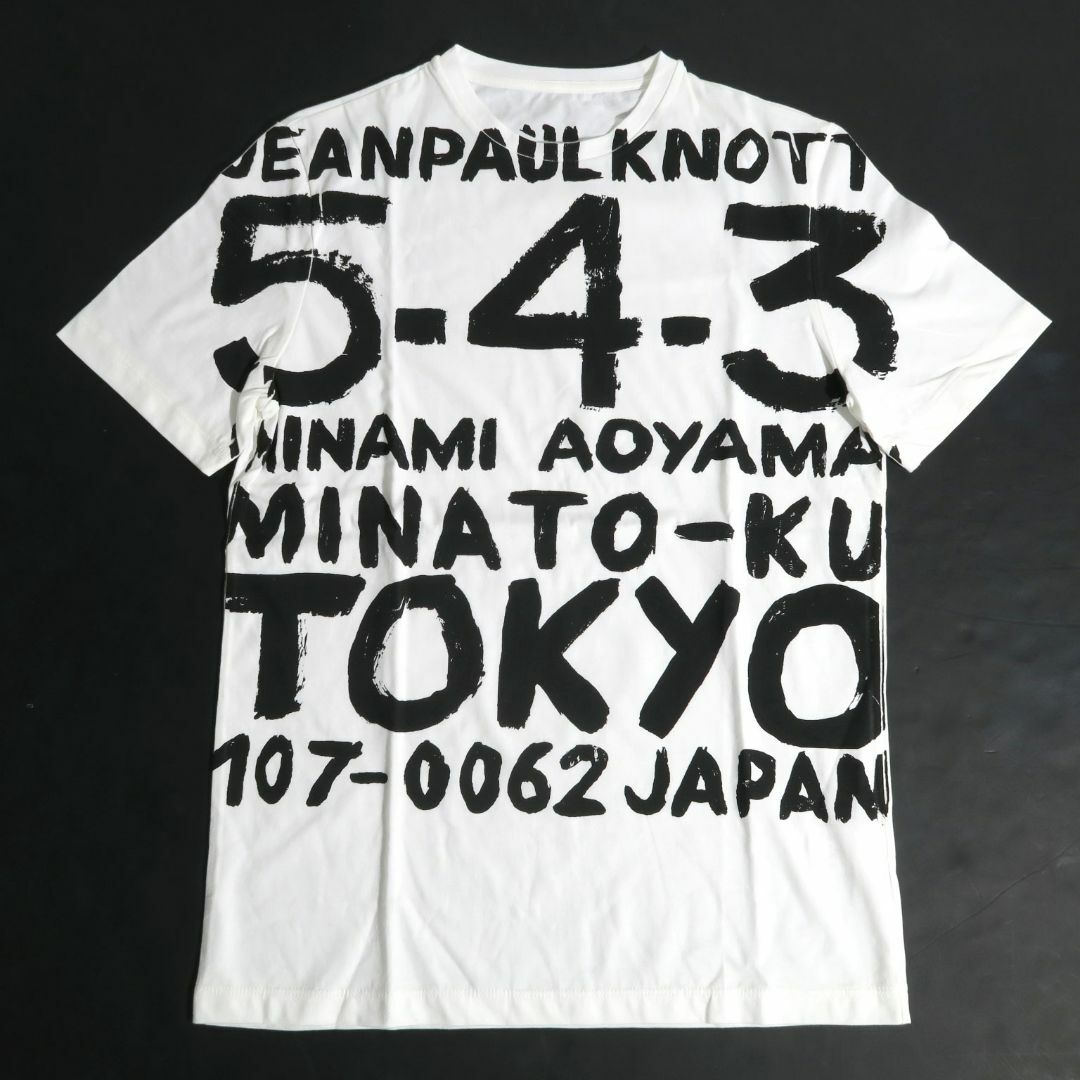 JEANPAULKNOTT
5-4-3
MINAMI AOYAMA
MINATO-KU
TOKYO
107-0062 JAPAN